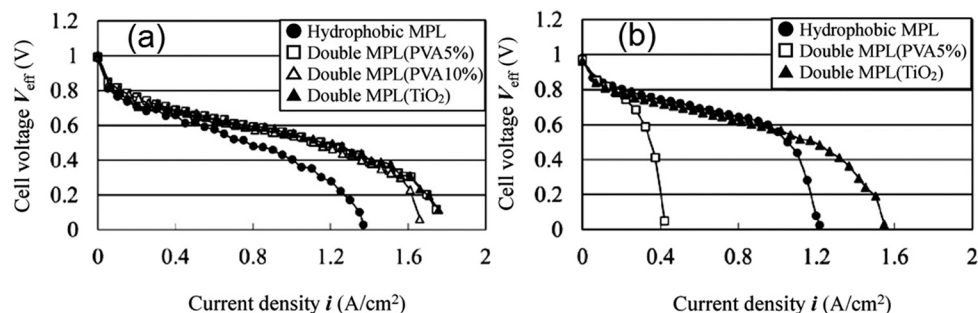 (a)
Hydrophobic MPL
Double MPL(PVA5%)
Double MPL(PVA10%)
Double MPL(TiO₂)
Cell voltage V_eff (V)
1.2
1
0.8
0.6
0.4
0.2
0
0 0.4 0.8 1.2 1.6 2
Current density i (A/cm²)
(b)
Hydrophobic MPL
Double MPL(PVA5%)
Double MPL(TiO₂)
Cell voltage V_eff (V)
1.2
1
0.8
0.6
0.4
0.2
0
0 0.4 0.8 1.2 1.6 2
Current density i (A/cm²)